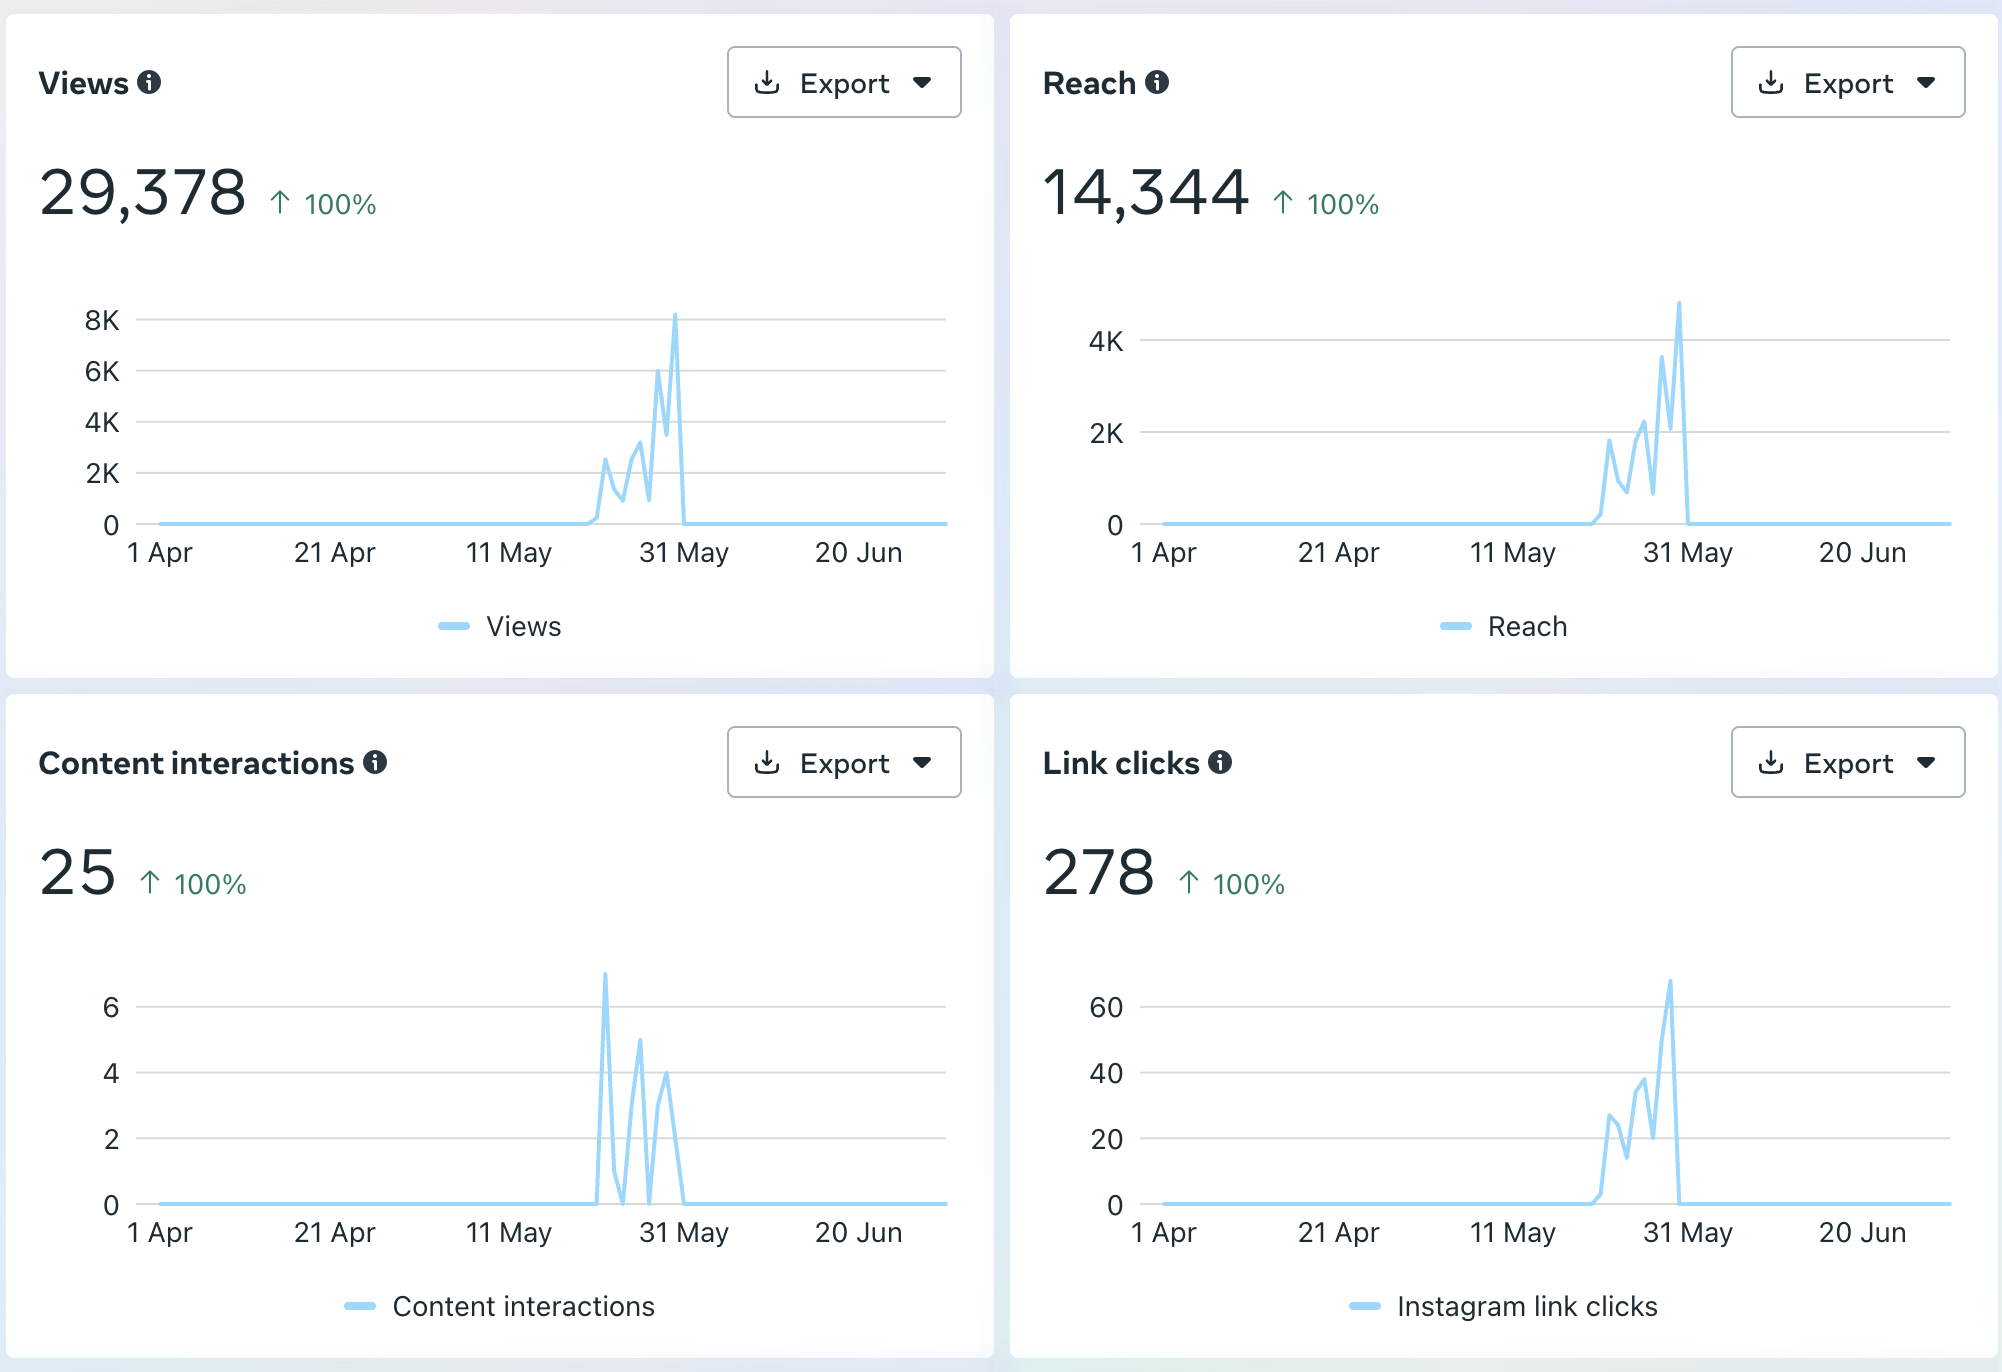 Views
Export
29,378 ↑ 100%
8K
6K
4K
2K
0
1 Apr 21 Apr 11 May 31 May 20 Jun
Views
Reach
Export
14,344 ↑ 100%
4K
2K
0
1 Apr 21 Apr 11 May 31 May 20 Jun
Reach
Content interactions
Export
25 ↑ 100%
6
4
2
0
1 Apr 21 Apr 11 May 31 May 20 Jun
Content interactions
Link clicks
Export
278 ↑ 100%
60
40
20
0
1 Apr 21 Apr 11 May 31 May 20 Jun
Instagram link clicks